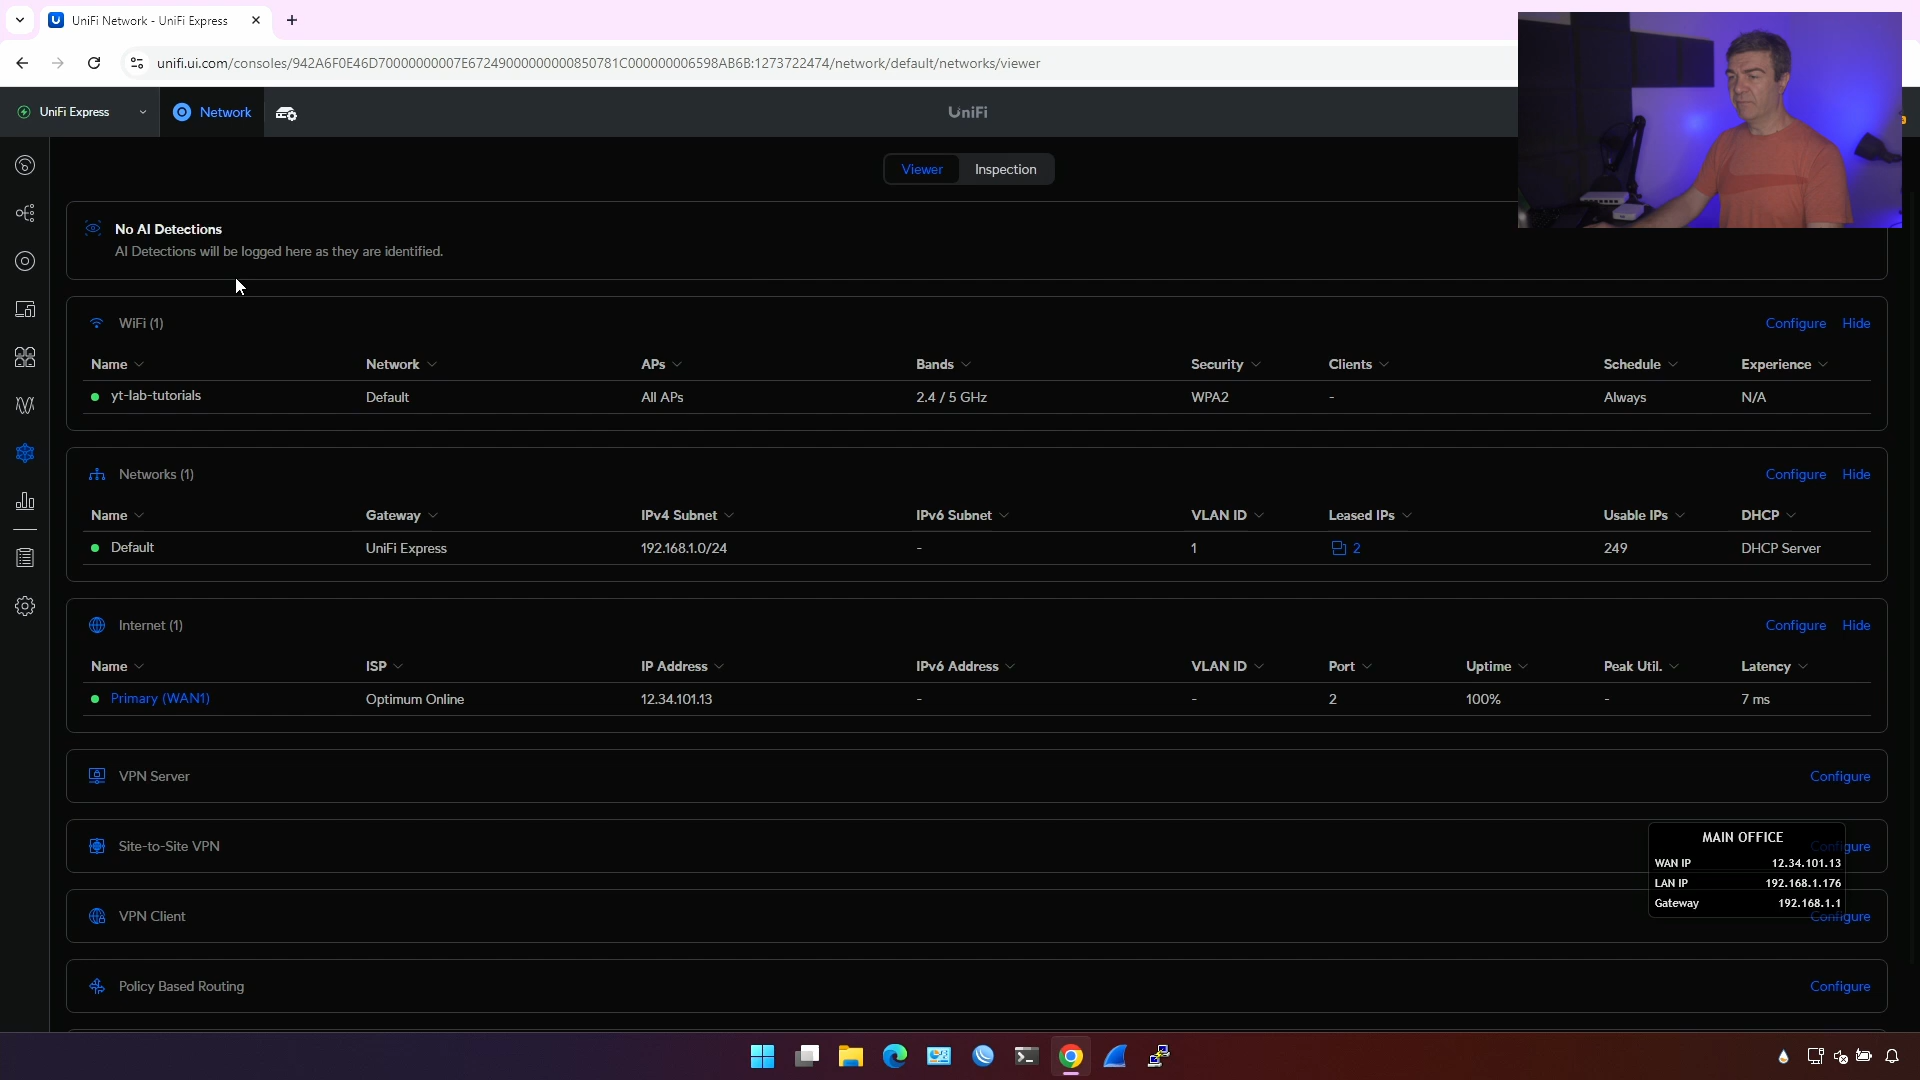 UniFi Network - UniFi Express
unifi.ui.com/consoles/942A6F0E46D70000000007E67249000000000850781C000000006598AB6B:1273722474/network/default/networks/viewer
UniFi Express
Network
UniFi
Viewer
Inspection
No AI Detections
AI Detections will be logged here as they are identified.
WiFi (1)
Configure Hide
Name Network APs Bands Security Clients Schedule Experience
yt-lab-tutorials Default All APs 2.4 / 5 GHz WPA2 - Always N/A
Networks (1)
Configure Hide
Name Gateway IPv4 Subnet IPv6 Subnet VLAN ID Leased IPs Usable IPs DHCP
Default UniFi Express 192.168.1.0/24 - 1 2 249 DHCP Server
Internet (1)
Configure Hide
Name ISP IP Address IPv6 Address VLAN ID Port Uptime Peak Util. Latency
Primary (WAN1) Optimum Online 12.34.101.13 - - 2 100% - 7 ms
VPN Server
Configure
Site-to-Site VPN
Configure
VPN Client
Configure
MAIN OFFICE
WAN IP 12.34.101.13
LAN IP 192.168.1.176
Gateway 192.168.1.1
Policy Based Routing
Configure